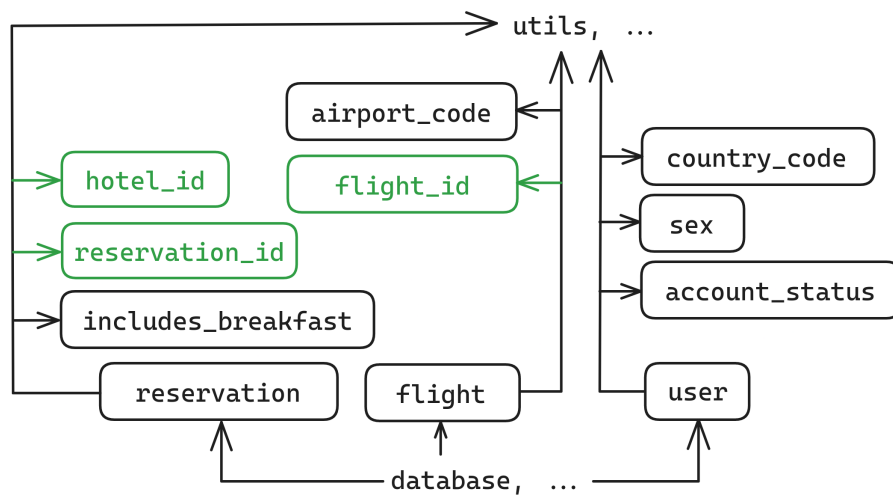 utils, ...
airport_code
country_code
hotel_id
flight_id
sex
reservation_id
account_status
includes_breakfast
reservation
flight
user
database, ...